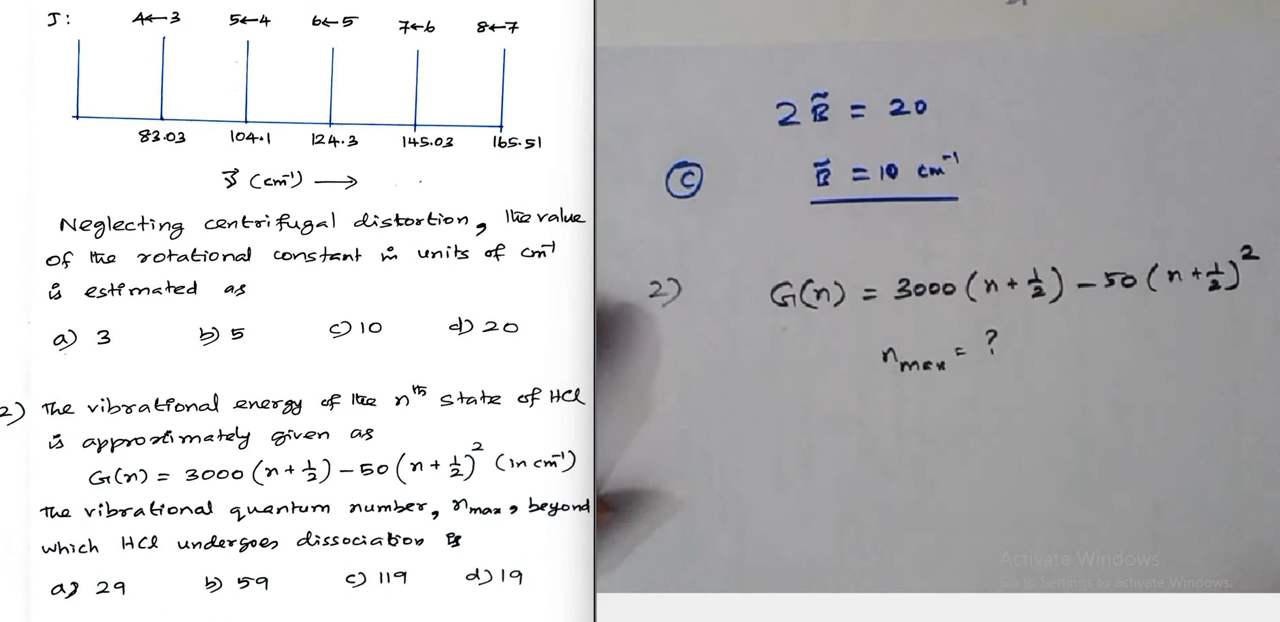 J: 4←3 5←4 6←5 7←6 8←7
83.03 104.1 124.3 145.03 165.51
ν̃ (cm⁻¹) →
Neglecting centrifugal distortion, the value
of the rotational constant in units of cm⁻¹
is estimated as
a) 3 b) 5 c) 10 d) 20
2) The vibrational energy of the nᵗʰ state of HCl
is approximately given as
G(n) = 3000 (n + 1/2) – 50 (n + 1/2)² (in cm⁻¹)
The vibrational quantum number, nmax, beyond
which HCl undergoes dissociation is
a) 29 b) 59 c) 119 d) 19
2 B̃ = 20
(C) B̃ = 10 cm⁻¹
2) G(n) = 3000 (n + 1/2) – 50 (n + 1/2)²
nmax = ?
Activate Windows
Go to Settings to activate Windows.